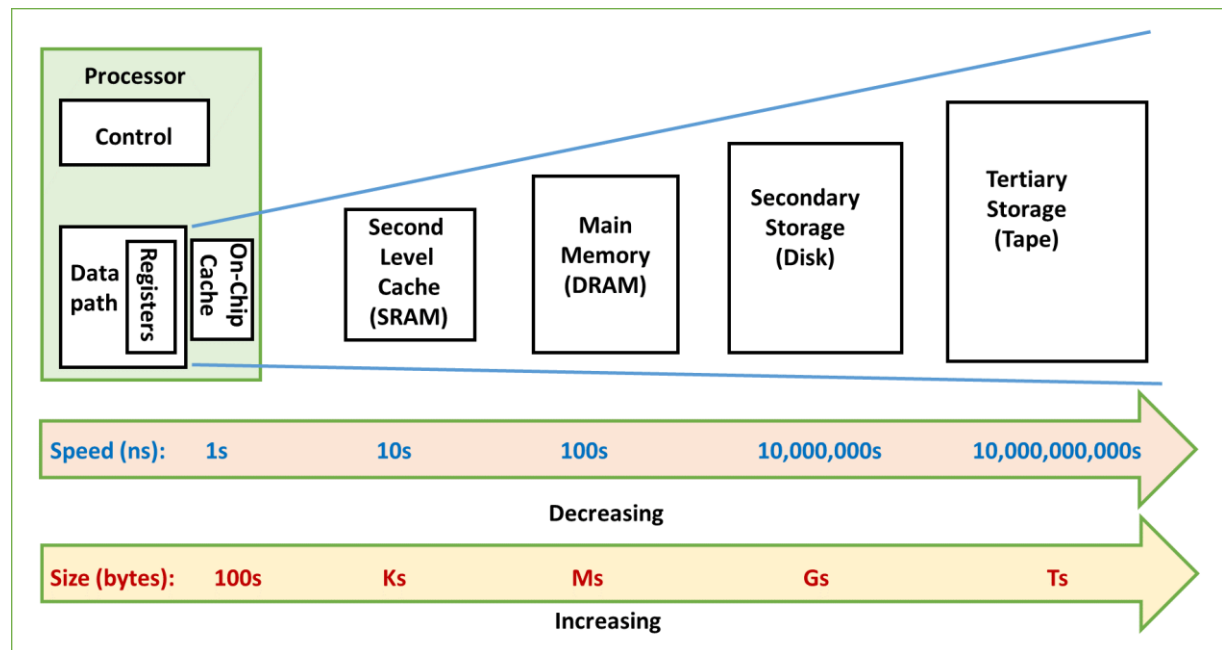 Processor
Control
Data
path
Registers
On-Chip
Cache
Second
Level
Cache
(SRAM)
Main
Memory
(DRAM)
Secondary
Storage
(Disk)
Tertiary
Storage
(Tape)
Speed (ns): 1s 10s 100s 10,000,000s 10,000,000,000s
Decreasing
Size (bytes): 100s Ks Ms Gs Ts
Increasing